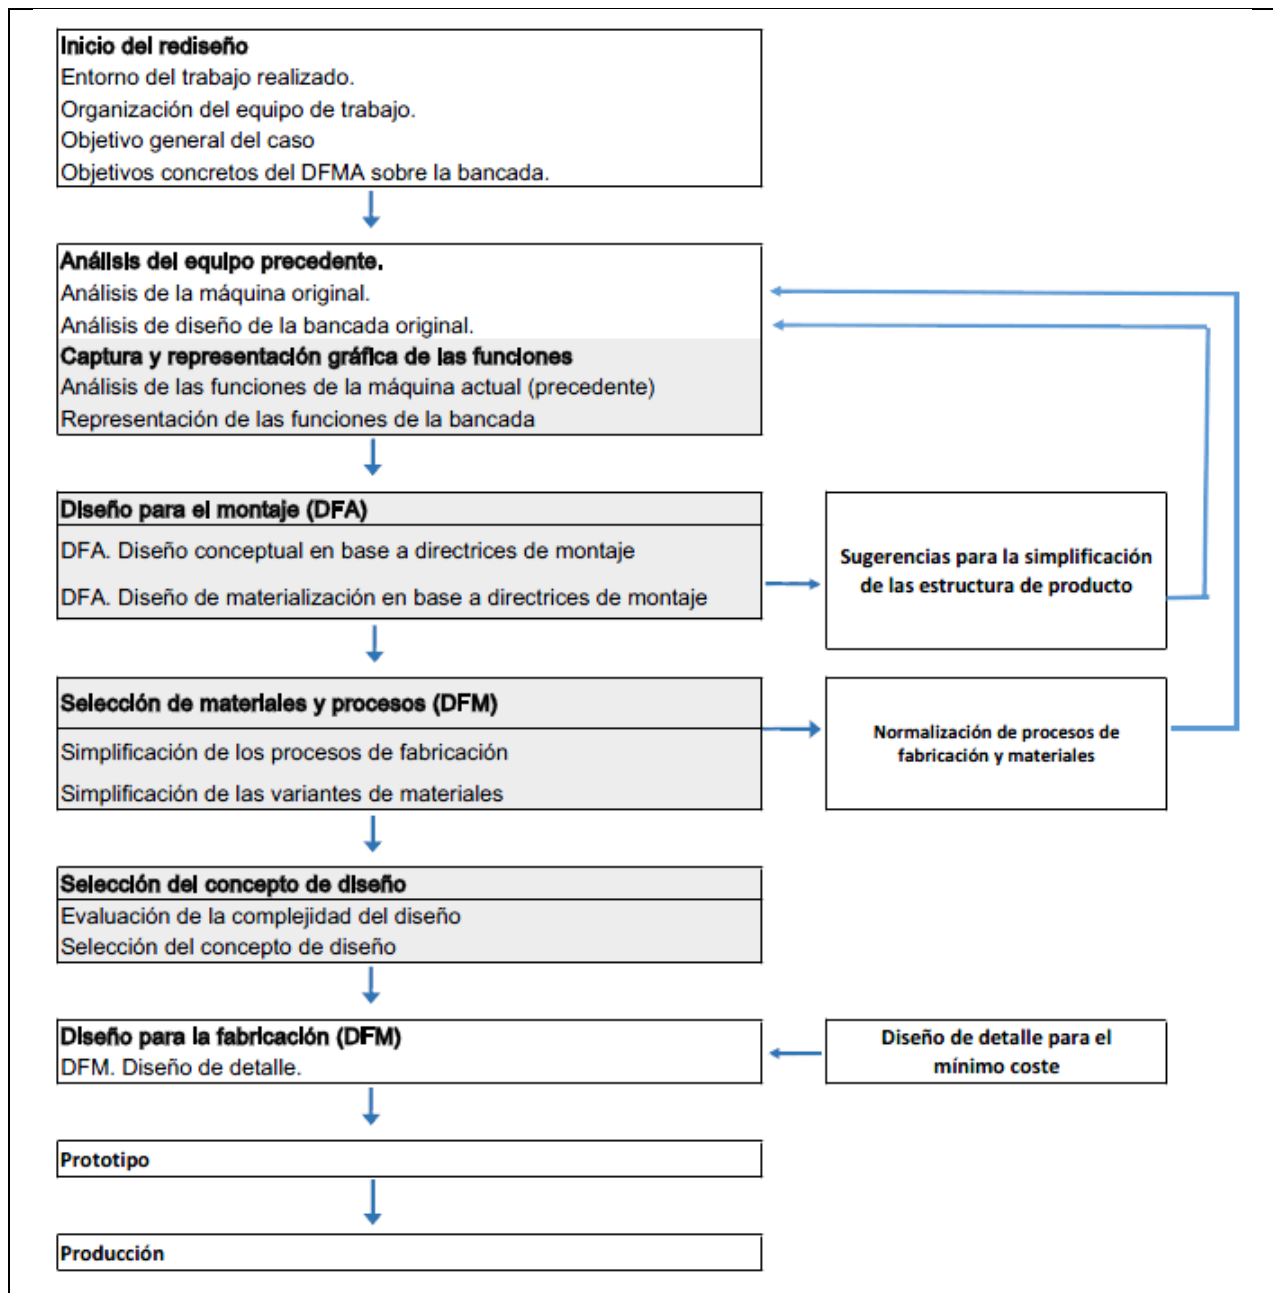 Inicio del rediseño
Entorno del trabajo realizado.
Organización del equipo de trabajo.
Objetivo general del caso
Objetivos concretos del DFMA sobre la bancada.
Análisis del equipo precedente.
Análisis de la máquina original.
Análisis de diseño de la bancada original.
Captura y representación gráfica de las funciones
Análisis de las funciones de la máquina actual (precedente)
Representación de las funciones de la bancada
Diseño para el montaje (DFA)
DFA. Diseño conceptual en base a directrices de montaje
DFA. Diseño de materialización en base a directrices de montaje
Sugerencias para la simplificación
de las estructura de producto
Selección de materiales y procesos (DFM)
Simplificación de los procesos de fabricación
Simplificación de las variantes de materiales
Normalización de procesos de
fabricación y materiales
Selección del concepto de diseño
Evaluación de la complejidad del diseño
Selección del concepto de diseño
Diseño para la fabricación (DFM)
DFM. Diseño de detalle.
Diseño de detalle para el
mínimo coste
Prototipo
Producción